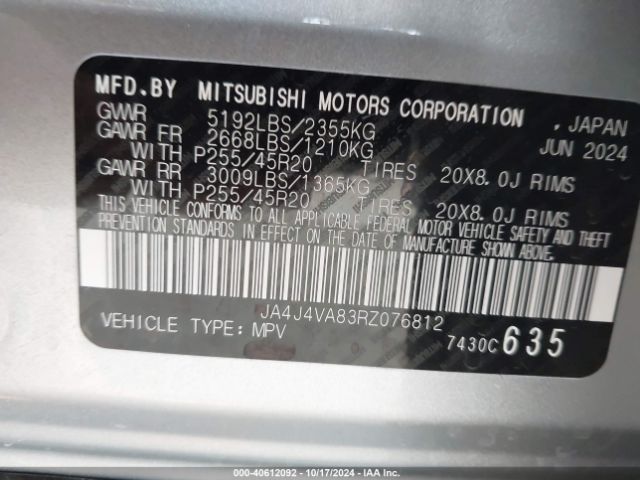 MFD.BY MITSUBISHI MOTORS CORPORATION , JAPAN
GVWR 5192LBS/2355KG JUN 2024
GAWR FR 2668LBS/1210KG
WITH P255/45R20 TIRES 20X8.0J RIMS
GAWR RR 3009LBS/1365KG
WITH P255/45R20 TIRES 20X8.0J RIMS
THIS VEHICLE CONFORMS TO ALL APPLICABLE FEDERAL MOTOR VEHICLE SAFETY AND THEFT
PREVENTION STANDARDS IN EFFECT ON THE DATE OF MANUFACTURE SHOWN ABOVE.
JA4J4VA83RZ076812
VEHICLE TYPE: MPV 7430C 635
000-40612092 - 10/17/2024 - IAA Inc.